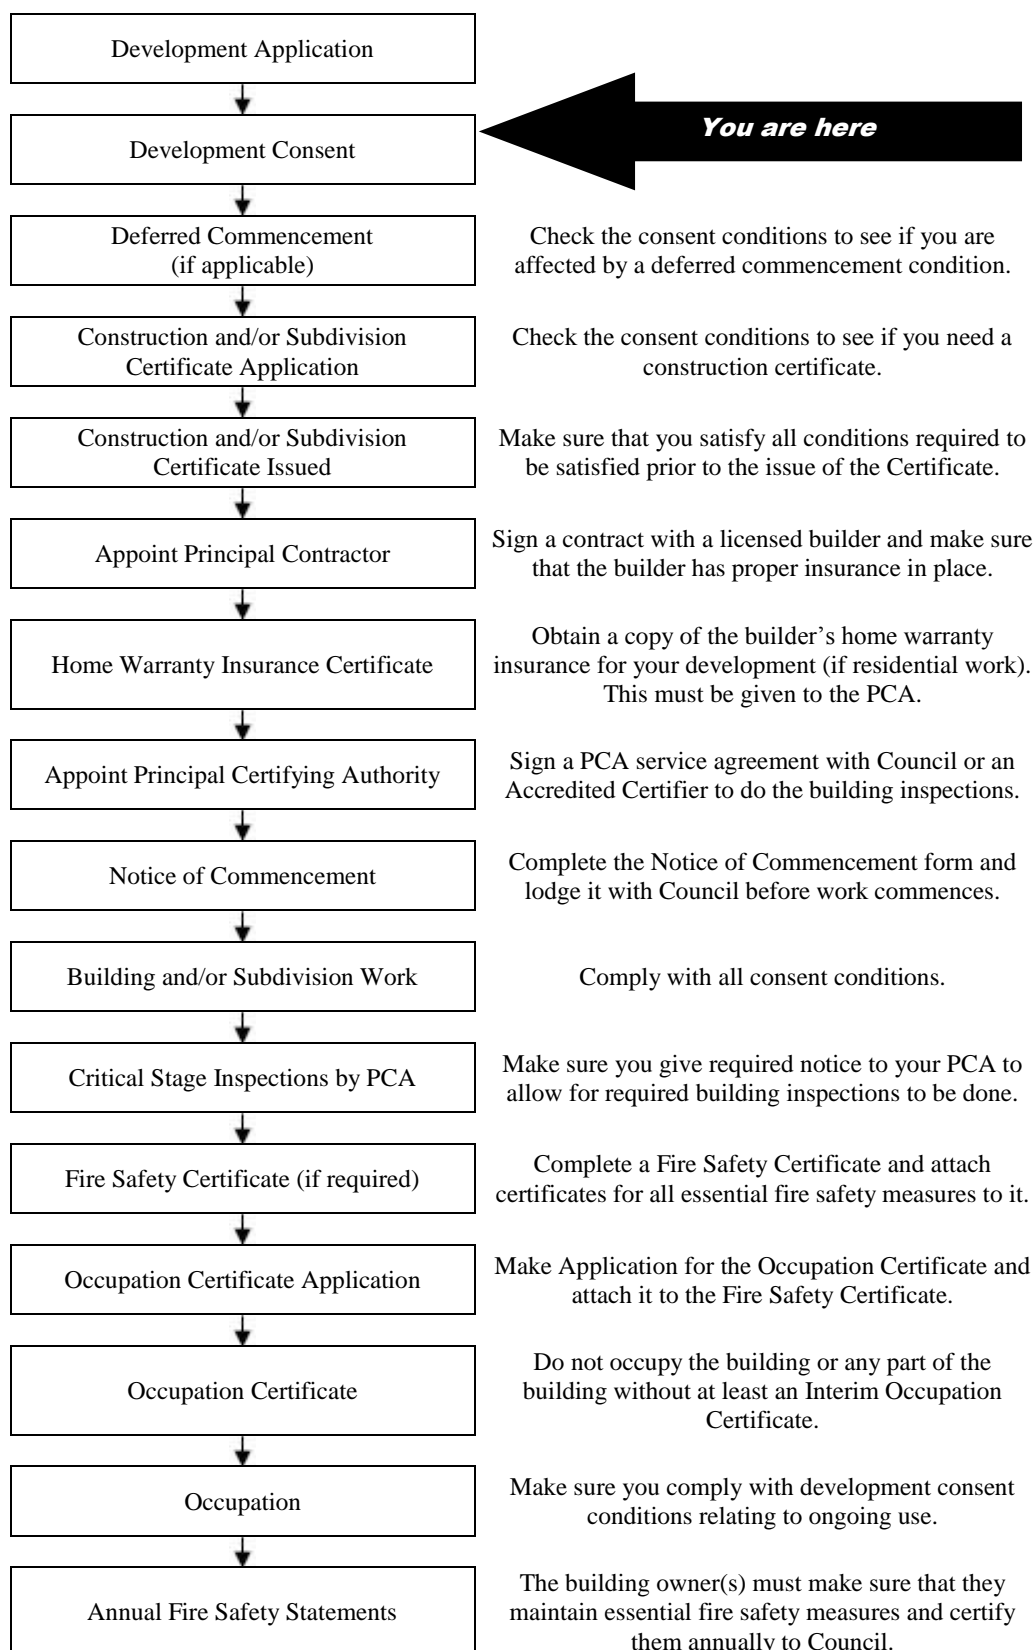 Development Application
Development Consent
You are here
Deferred Commencement
(if applicable)
Check the consent conditions to see if you are
affected by a deferred commencement condition.
Construction and/or Subdivision
Certificate Application
Check the consent conditions to see if you need a
construction certificate.
Construction and/or Subdivision
Certificate Issued
Make sure that you satisfy all conditions required to
be satisfied prior to the issue of the Certificate.
Appoint Principal Contractor
Sign a contract with a licensed builder and make sure
that the builder has proper insurance in place.
Home Warranty Insurance Certificate
Obtain a copy of the builder’s home warranty
insurance for your development (if residential work).
This must be given to the PCA.
Appoint Principal Certifying Authority
Sign a PCA service agreement with Council or an
Accredited Certifier to do the building inspections.
Notice of Commencement
Complete the Notice of Commencement form and
lodge it with Council before work commences.
Building and/or Subdivision Work
Comply with all consent conditions.
Critical Stage Inspections by PCA
Make sure you give required notice to your PCA to
allow for required building inspections to be done.
Fire Safety Certificate (if required)
Complete a Fire Safety Certificate and attach
certificates for all essential fire safety measures to it.
Occupation Certificate Application
Make Application for the Occupation Certificate and
attach it to the Fire Safety Certificate.
Occupation Certificate
Do not occupy the building or any part of the
building without at least an Interim Occupation
Certificate.
Occupation
Make sure you comply with development consent
conditions relating to ongoing use.
Annual Fire Safety Statements
The building owner(s) must make sure that they
maintain essential fire safety measures and certify
them annually to Council.